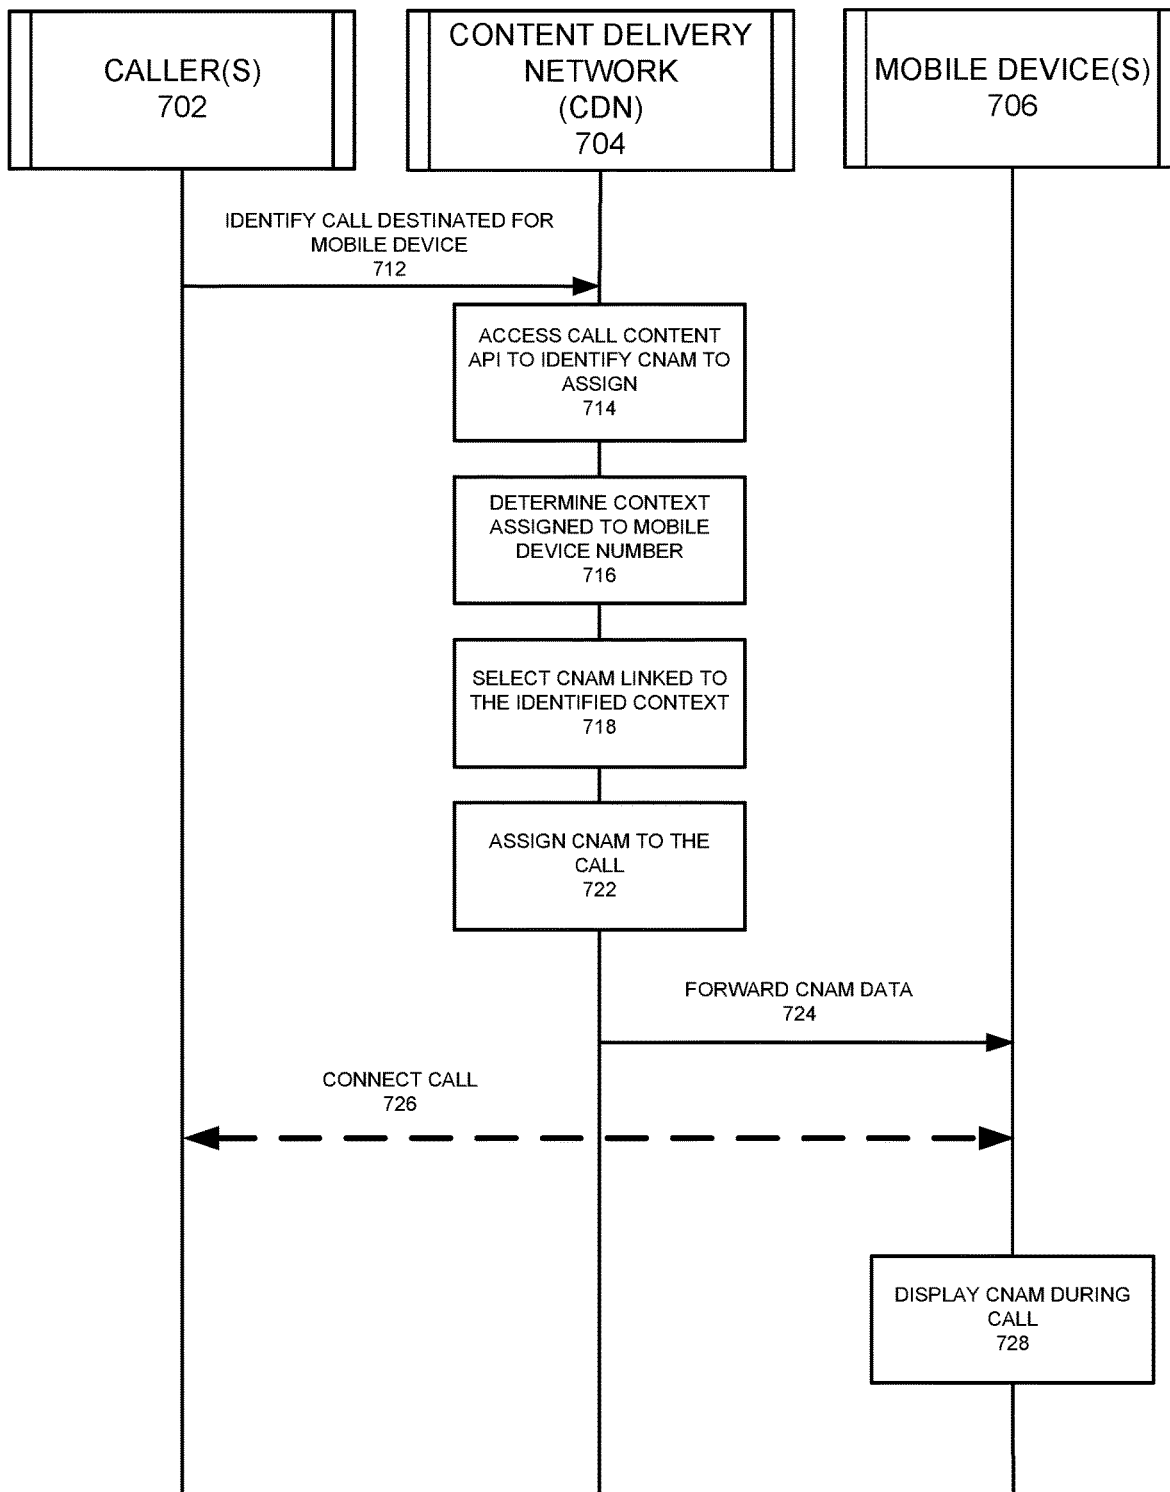 CALLER(S)
702
CONTENT DELIVERY
NETWORK
(CDN)
704
MOBILE DEVICE(S)
706
IDENTIFY CALL DESTINATED FOR
MOBILE DEVICE
712
ACCESS CALL CONTENT
API TO IDENTIFY CNAM TO
ASSIGN
714
DETERMINE CONTEXT
ASSIGNED TO MOBILE
DEVICE NUMBER
716
SELECT CNAM LINKED TO
THE IDENTIFIED CONTEXT
718
ASSIGN CNAM TO THE
CALL
722
FORWARD CNAM DATA
724
CONNECT CALL
726
DISPLAY CNAM DURING
CALL
728